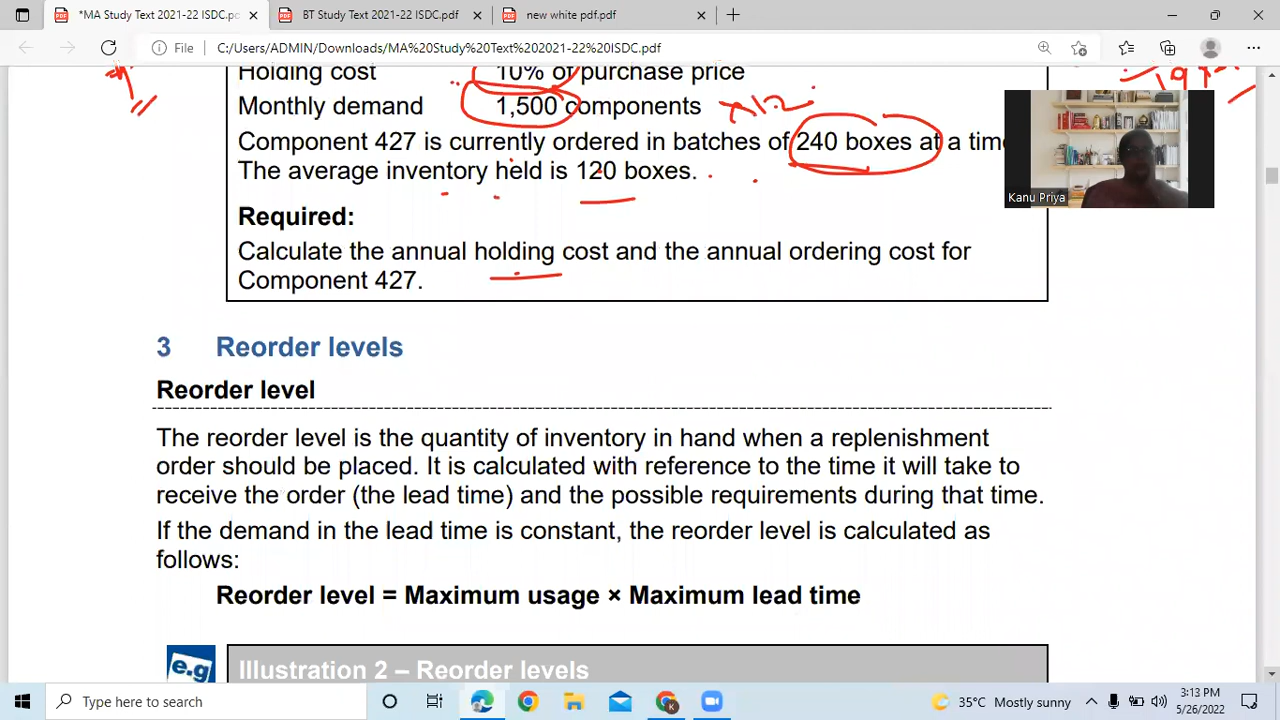 *MA Study Text 2021-22 ISDC.pdf
BT Study Text 2021-22 ISDC.pdf
new white pdf.pdf
File
C:/Users/ADMIN/Downloads/MA%20Study%20Text%202021-22%20ISDC.pdf
Holding cost 10% of purchase price
Monthly demand 1,500 components x12
Component 427 is currently ordered in batches of 240 boxes at a time
The average inventory held is 120 boxes.
Required:
Calculate the annual holding cost and the annual ordering cost for
Component 427.
Kanu Priya
3 Reorder levels
Reorder level
The reorder level is the quantity of inventory in hand when a replenishment
order should be placed. It is calculated with reference to the time it will take to
receive the order (the lead time) and the possible requirements during that time.
If the demand in the lead time is constant, the reorder level is calculated as
follows:
Reorder level = Maximum usage × Maximum lead time
e.g
Illustration 2 – Reorder levels
Type here to search
35°C Mostly sunny
3:13 PM
5/26/2022